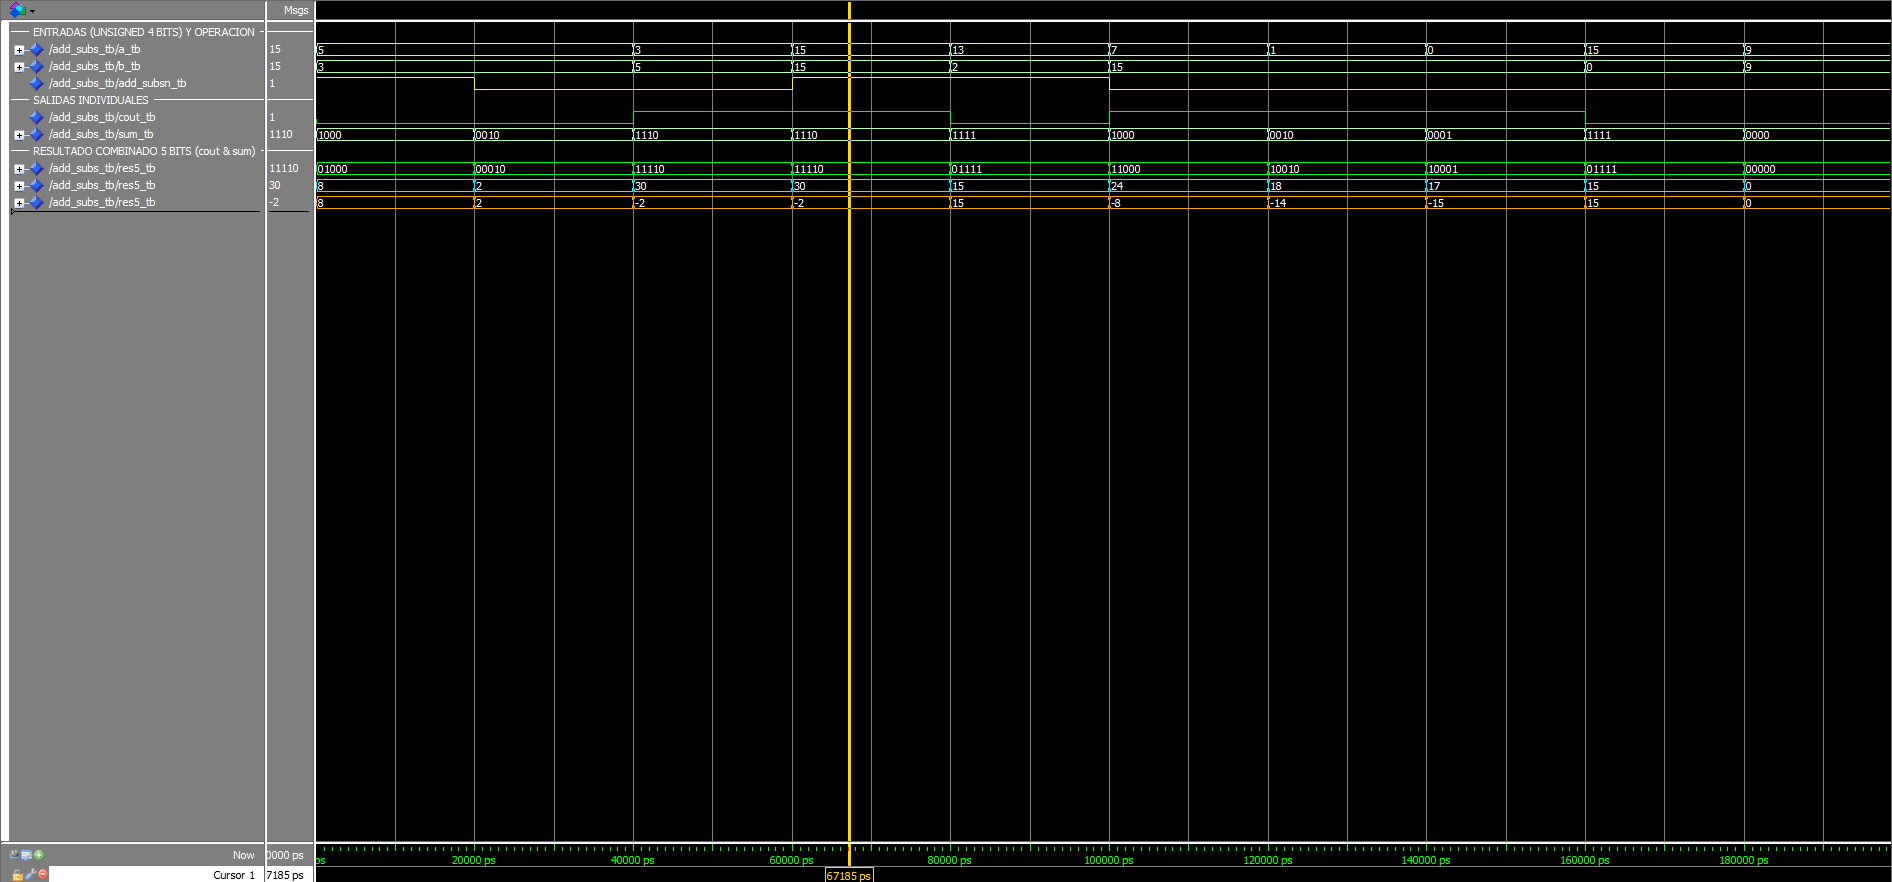 Msgs
ENTRADAS (UNSIGNED 4 BITS) Y OPERACION
/add_subs_tb/a_tb 15 5 3 15 13 7 1 0 15 9
/add_subs_tb/b_tb 15 3 5 15 2 15 0 9
/add_subs_tb/add_subsn_tb 1
SALIDAS INDIVIDUALES
/add_subs_tb/cout_tb 1
/add_subs_tb/sum_tb 1110 1000 0010 1110 1110 1111 1000 0010 0001 1111 0000
RESULTADO COMBINADO 5 BITS (cout & sum)
/add_subs_tb/res5_tb 11110 01000 00010 11110 11110 01111 11000 10010 10001 01111 00000
/add_subs_tb/res5_tb 30 8 2 30 30 15 24 18 17 15 0
/add_subs_tb/res5_tb -2 8 2 -2 -2 15 -8 -14 -15 15 0
Now 0000 ps ps 20000 ps 40000 ps 60000 ps 80000 ps 100000 ps 120000 ps 140000 ps 160000 ps 180000 ps
Cursor 1 7185 ps 67185 ps